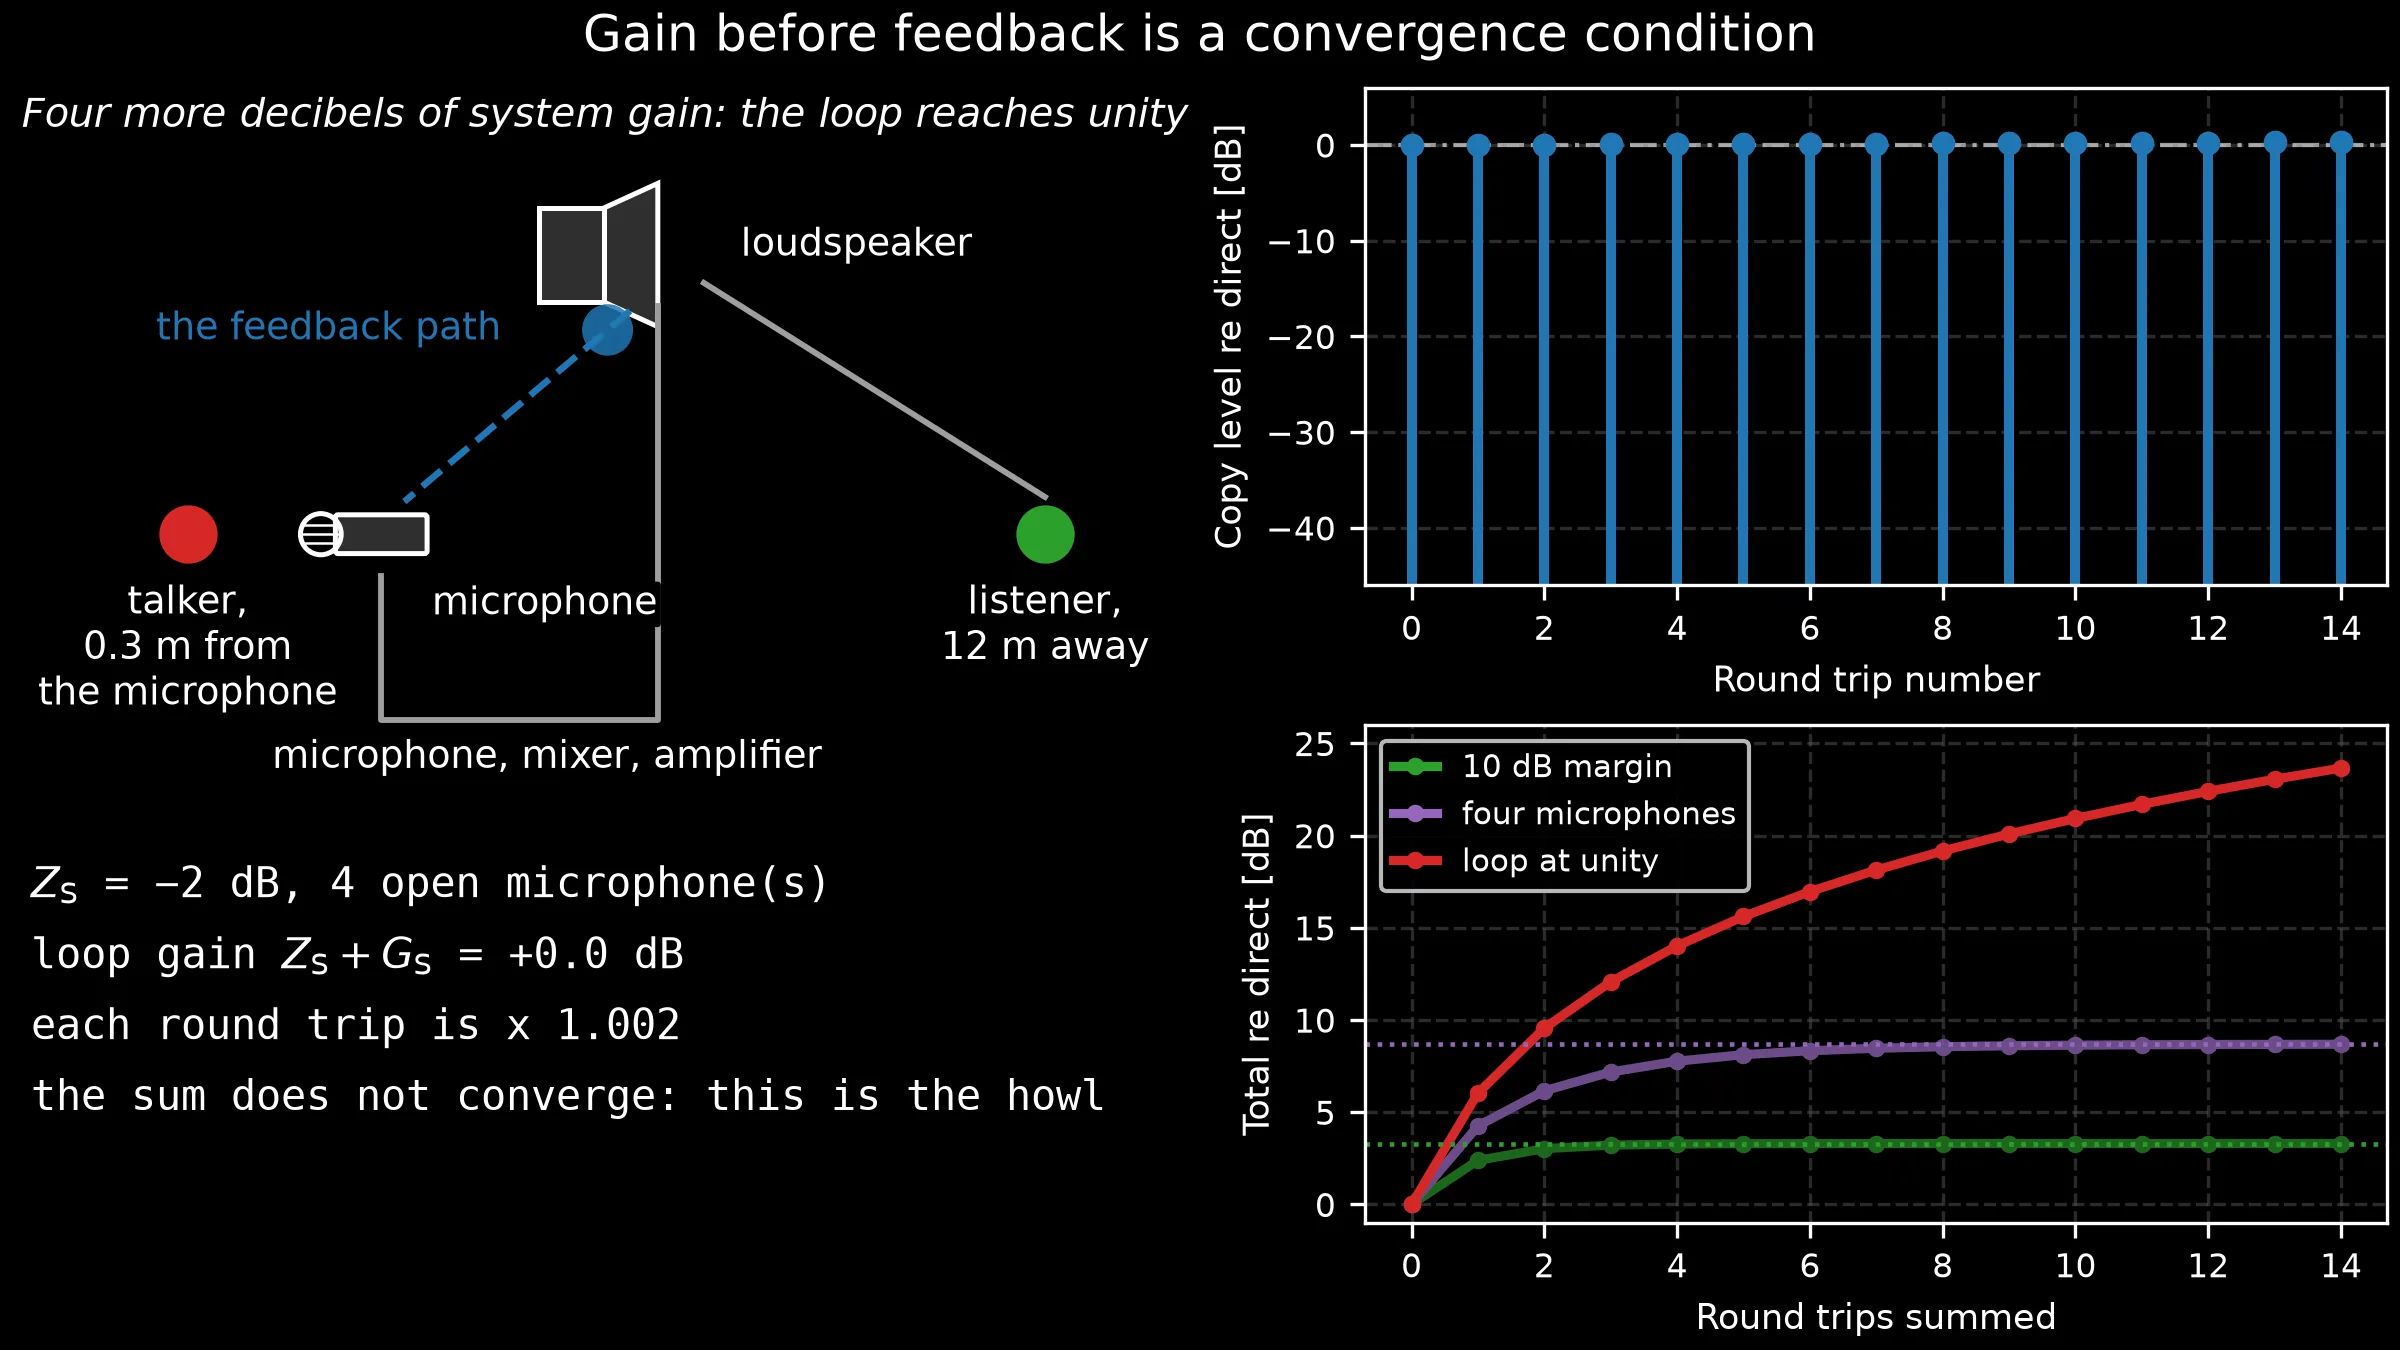 Gain before feedback is a convergence condition
Four more decibels of system gain: the loop reaches unity
loudspeaker
the feedback path
talker,
0.3 m from
the microphone
microphone
listener,
12 m away
microphone, mixer, amplifier
Z_S = −2 dB, 4 open microphone(s)
loop gain Z_S + G_S = +0.0 dB
each round trip is x 1.002
the sum does not converge: this is the howl
Copy level re direct [dB]
0
−10
−20
−30
−40
0 2 4 6 8 10 12 14
Round trip number
Total re direct [dB]
25
20
15
10
5
0
10 dB margin
four microphones
loop at unity
0 2 4 6 8 10 12 14
Round trips summed